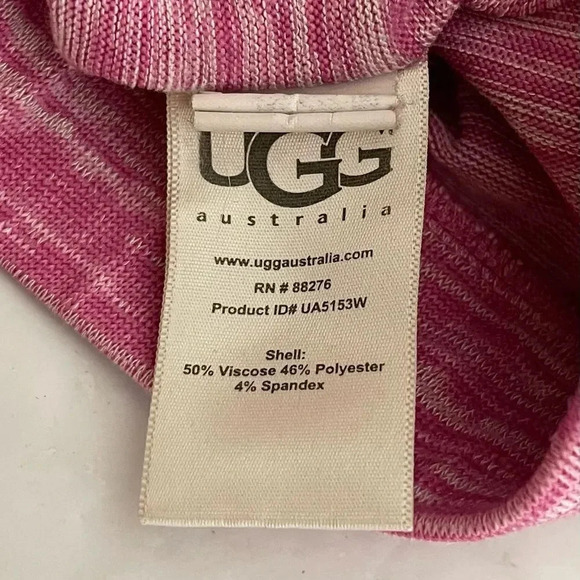 UGG
australia
www.uggaustralia.com
RN # 88276
Product ID# UA5153W
Shell:
50% Viscose 46% Polyester
4% Spandex